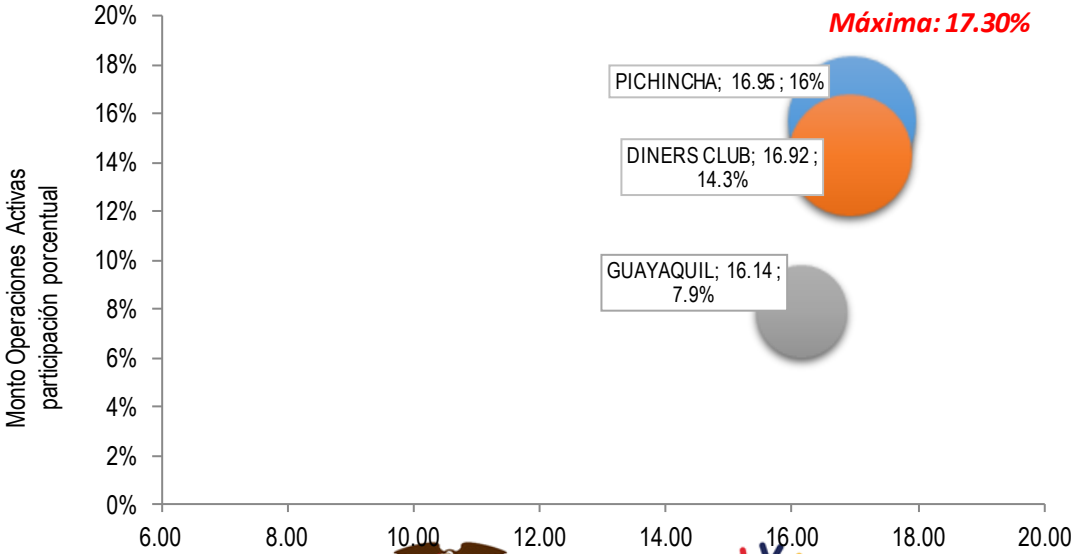 Máxima: 17.30%
Monto Operaciones Activas
participación porcentual
20%
18%
16%
14%
12%
10%
8%
6%
4%
2%
0%
PICHINCHA; 16.95 ; 16%
DINERS CLUB; 16.92 ;
14.3%
GUAYAQUIL; 16.14 ;
7.9%
6.00 8.00 10.00 12.00 14.00 16.00 18.00 20.00